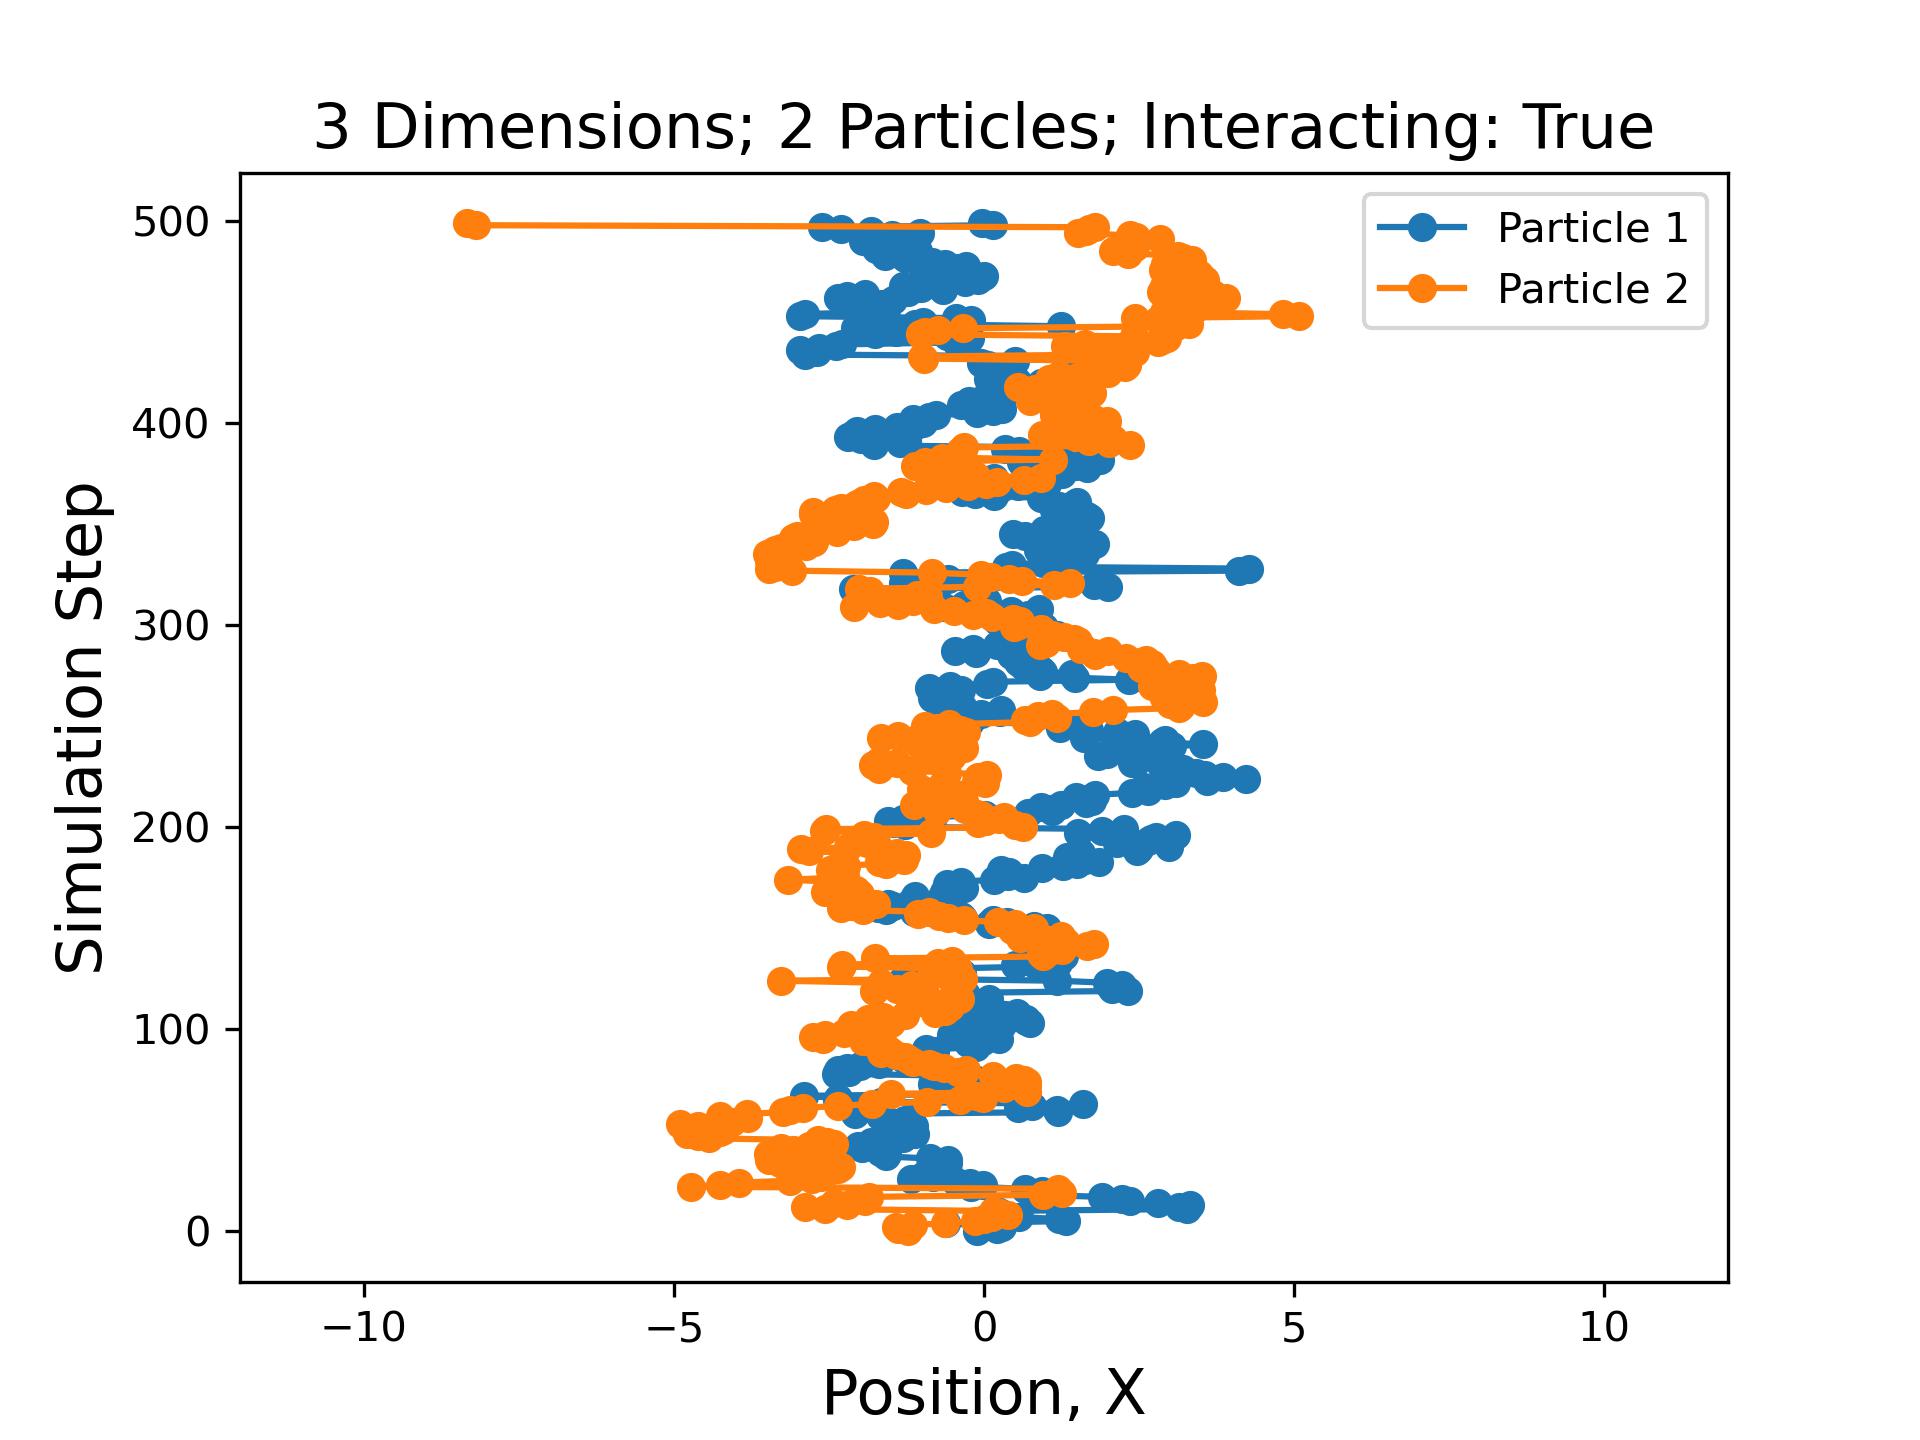 3 Dimensions; 2 Particles; Interacting: True
Particle 1
Particle 2
Simulation Step
500
400
300
200
100
0
−10
−5
0
5
10
Position, X